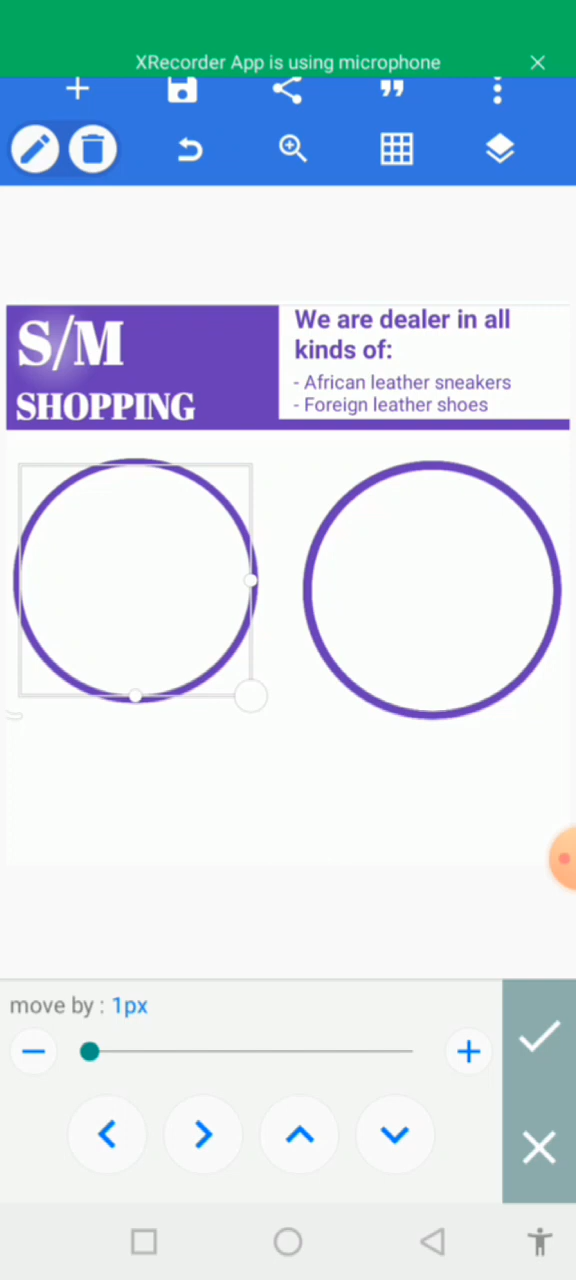 XRecorder App is using microphone
S/M
SHOPPING
We are dealer in all
kinds of:
- African leather sneakers
- Foreign leather shoes
move by : 1px